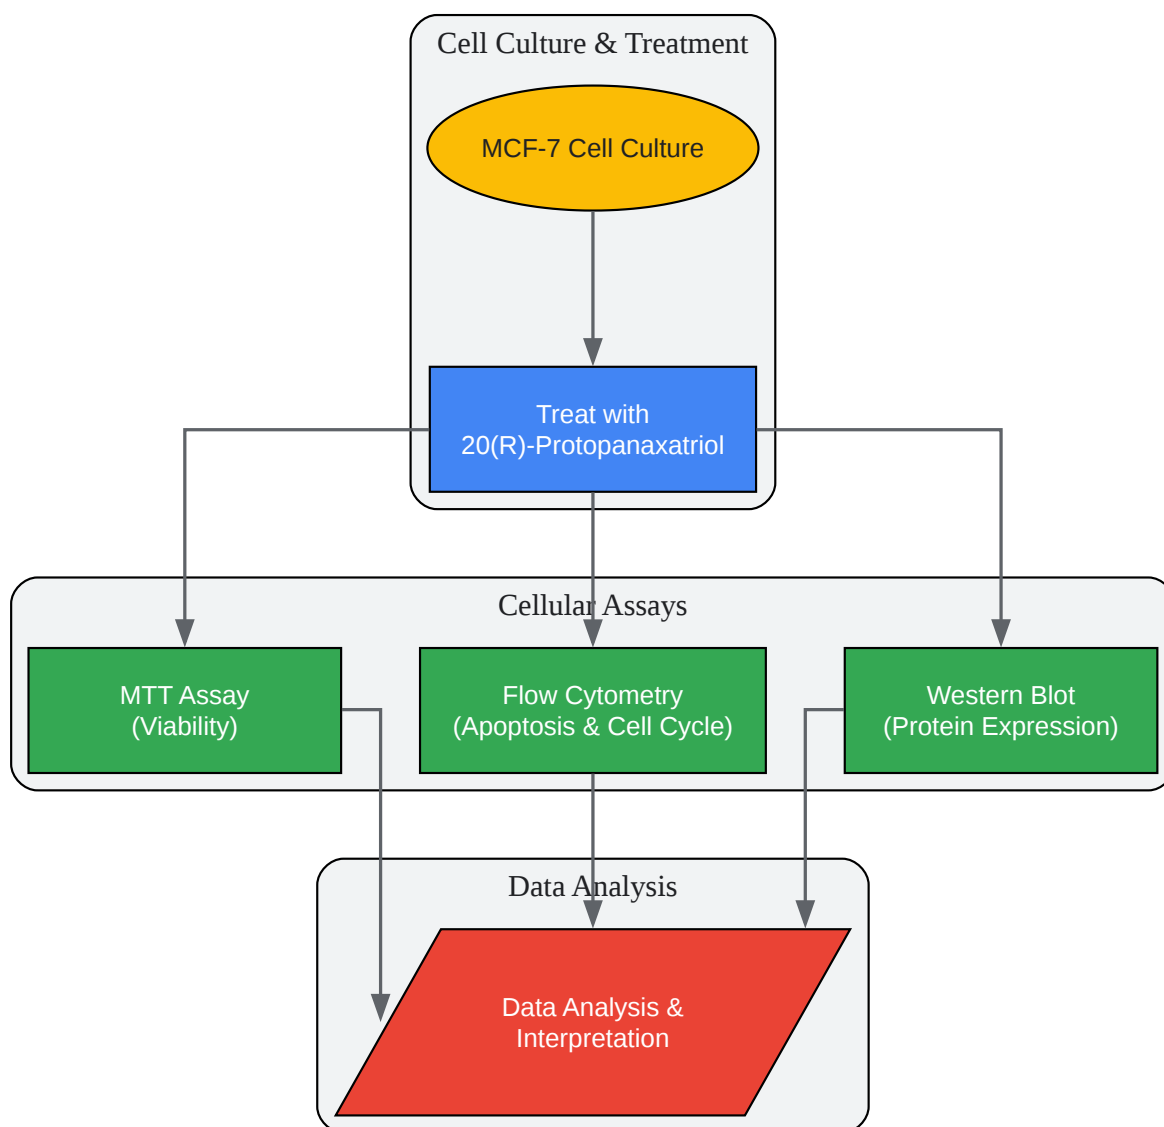 Cell Culture & Treatment
MCF-7 Cell Culture
Treat with
20(R)-Protopanaxatriol
Cellular Assays
MTT Assay
(Viability)
Flow Cytometry
(Apoptosis & Cell Cycle)
Western Blot
(Protein Expression)
Data Analysis
Data Analysis &
Interpretation